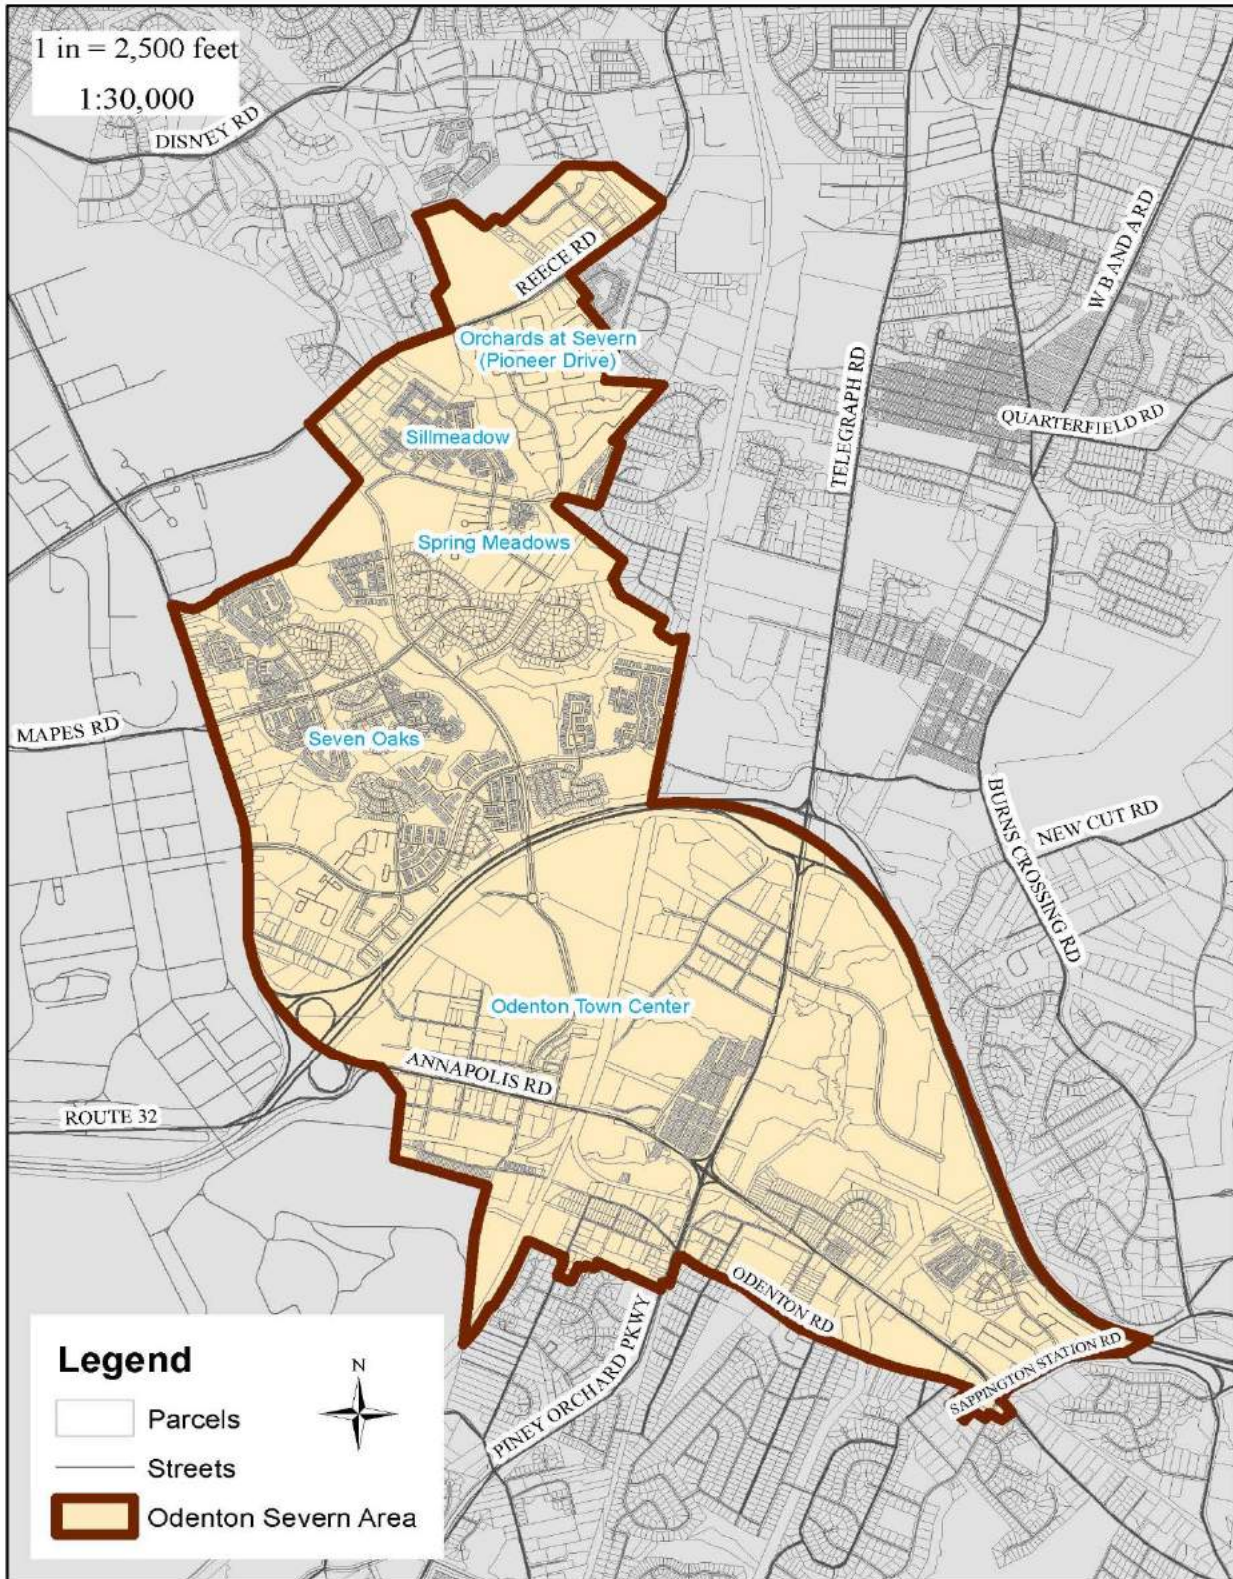 1 in = 2,500 feet
1:30,000
DISNEY RD
REECE RD
W B AND A RD
Orchards at Severn
(Pioneer Drive)
TELEGRAPH RD
QUARTERFIELD RD
Sillmeadow
Spring Meadows
MAPES RD
Seven Oaks
BURNS CROSSING RD
NEW CUT RD
Odenton Town Center
ANNAPOLIS RD
ROUTE 32
ODENTON RD
PINEY ORCHARD PKWY
SAPPINGTON STATION RD
Legend
N
Parcels
Streets
Odenton Severn Area